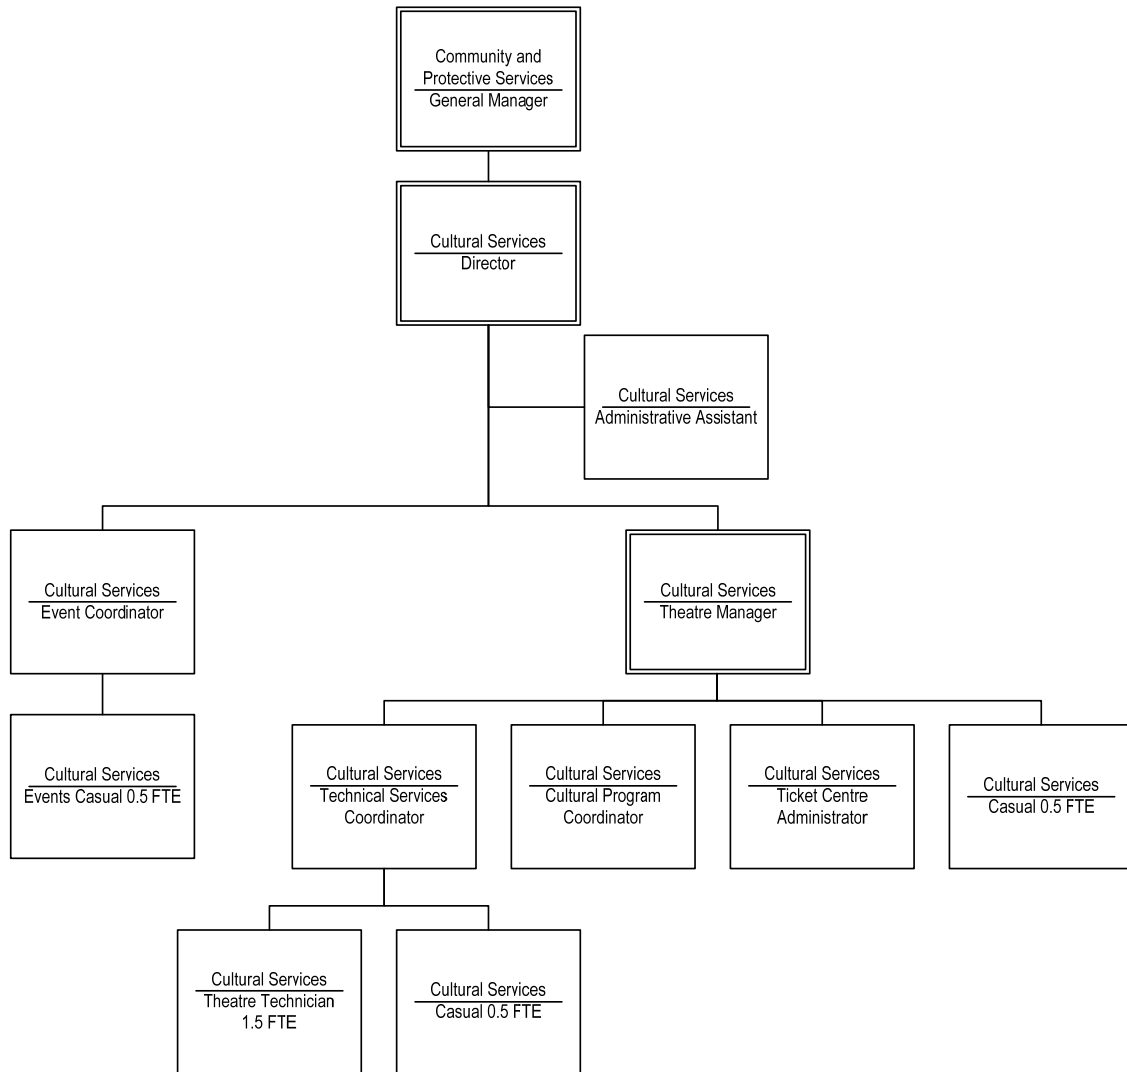 Community and
Protective Services
General Manager
Cultural Services
Director
Cultural Services
Administrative Assistant
Cultural Services
Event Coordinator
Cultural Services
Theatre Manager
Cultural Services
Events Casual 0.5 FTE
Cultural Services
Technical Services
Coordinator
Cultural Services
Cultural Program
Coordinator
Cultural Services
Ticket Centre
Administrator
Cultural Services
Casual 0.5 FTE
Cultural Services
Theatre Technician
1.5 FTE
Cultural Services
Casual 0.5 FTE